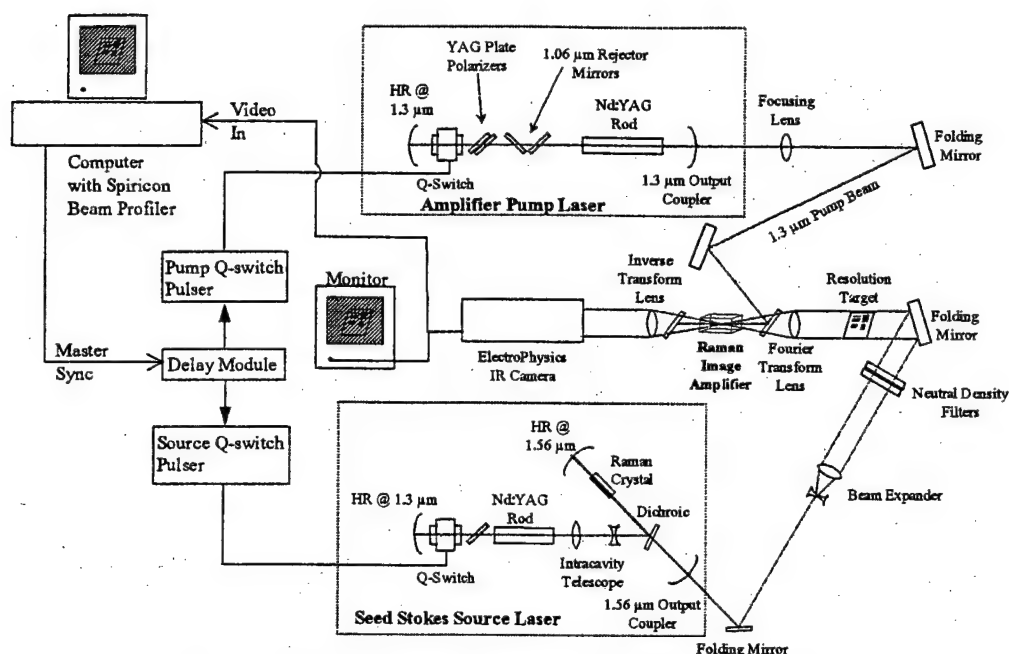 YAG Plate
Polarizers
1.06 µm Rejector
Mirrors
HR @
1.3 µm
Nd:YAG
Rod
Focusing
Lens
Folding
Mirror
Video
In
Computer
with Spiricon
Beam Profiler
Q-Switch
1.3 µm Output
Coupler
Amplifier Pump Laser
1.3 µm Pump Beam
Pump Q-switch
Pulser
Monitor
Inverse
Transform
Lens
Resolution
Target
Folding
Mirror
Master
Sync
Delay Module
ElectroPhysics
IR Camera
Raman
Image
Amplifier
Fourier
Transform
Lens
Neutral Density
Filters
Source Q-switch
Pulser
HR @
1.56 µm
Raman
Crystal
HR @ 1.3 µm
Nd:YAG
Rod
Dichroic
Beam Expander
Q-Switch
Intracavity
Telescope
1.56 µm Output
Coupler
Seed Stokes Source Laser
Folding Mirror